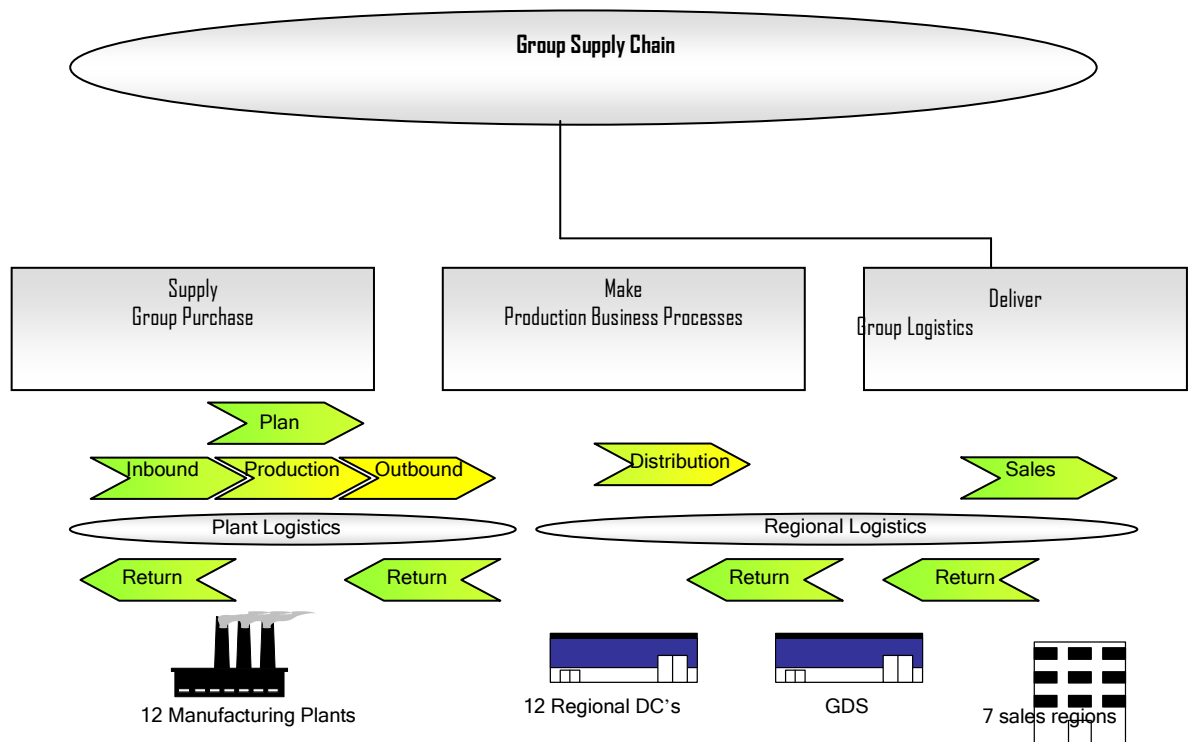 Group Supply Chain
Supply
Group Purchase
Make
Production Business Processes
Deliver
Group Logistics
Plan
Inbound
Production
Outbound
Distribution
Sales
Plant Logistics
Regional Logistics
Return
Return
Return
Return
12 Manufacturing Plants
12 Regional DC's
GDS
7 sales regions